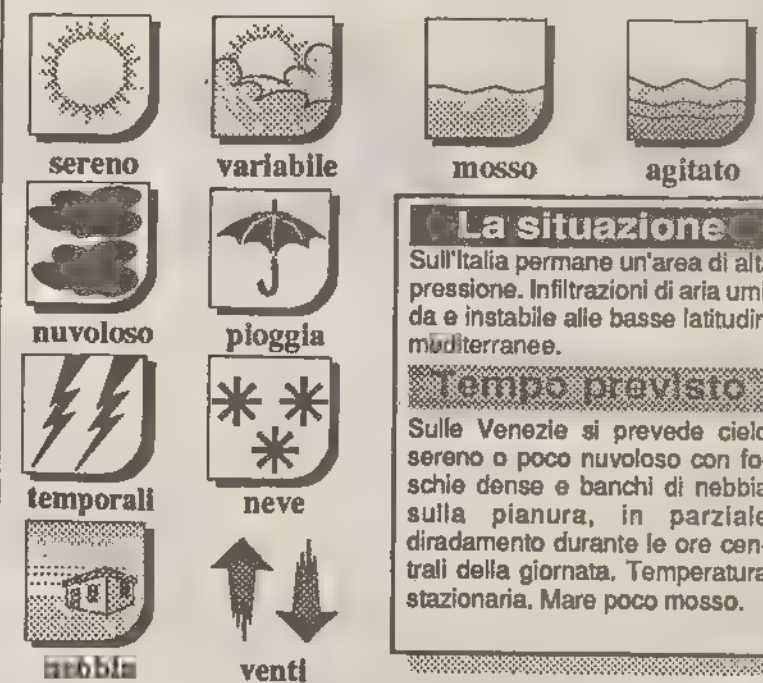 sereno
variabile
mosso
agitato
nuvoloso
pioggia
temporali
neve
nebbia
venti
La situazione
Sull'Italia permane un'area di alta
pressione. Infiltrazioni di aria umi
da e instabile alle basse latitudin
mediterranee.
Tempo previsto
Sulle Venezie si prevede cielo
sereno o poco nuvoloso con fo-
schie dense e banchi di nebbia
sulla pianura, in parziale
diradamento durante le ore cen-
trali della giornata. Temperatura
stazionaria. Mare poco mosso.